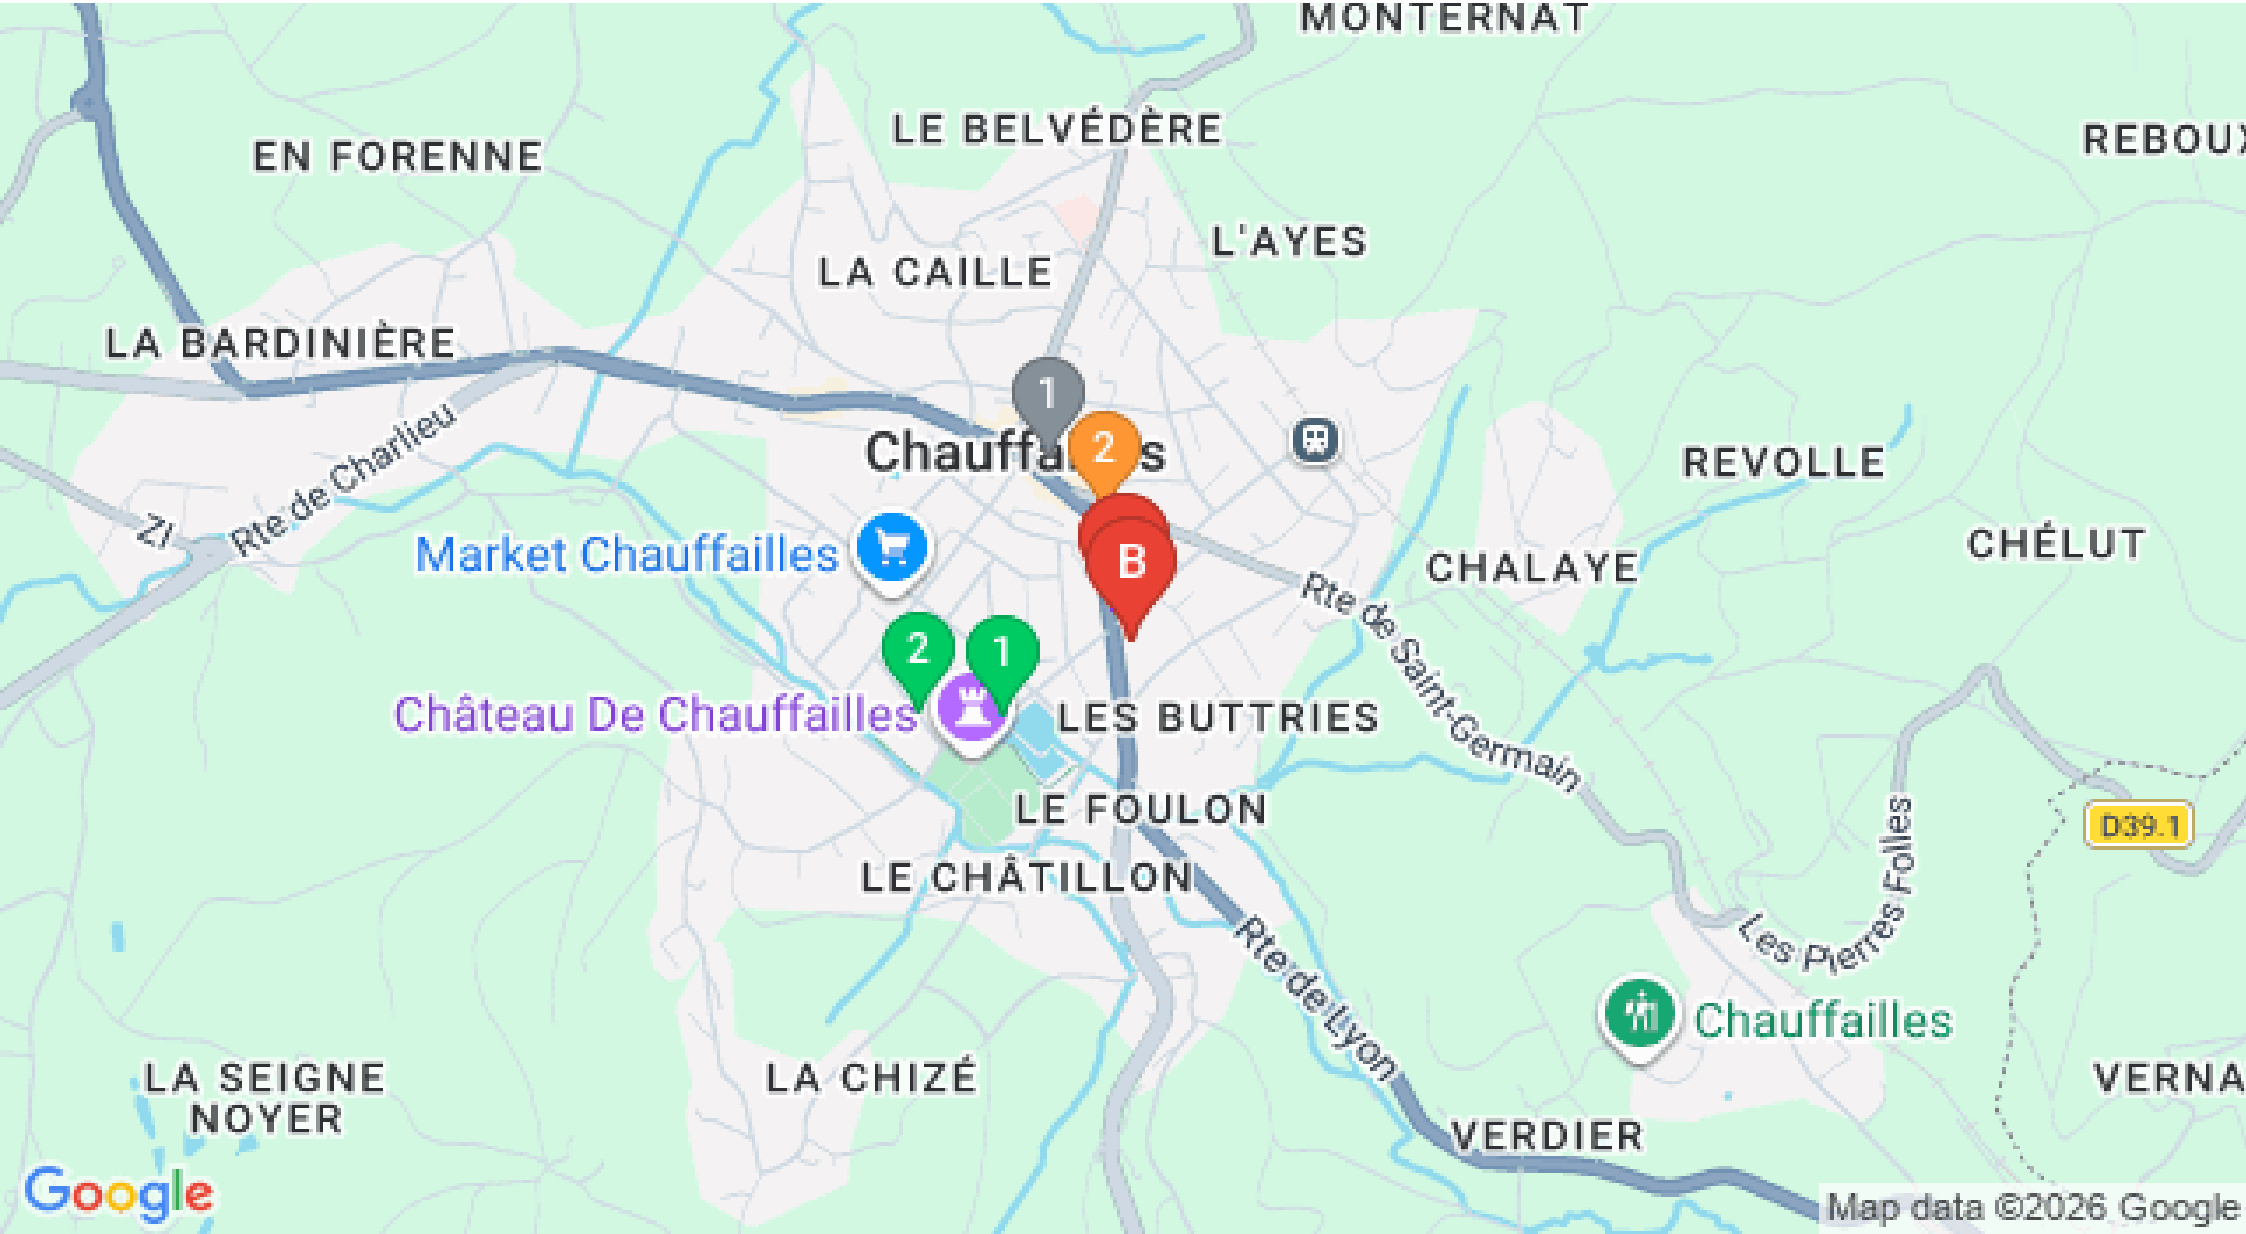 MONTERNAT
LE BELVÉDÈRE
REBOUX
EN FORENNE
L'AYES
LA CAILLE
LA BARDINIÈRE
1
2
Rte de Charlieu
REVOLLE
ZI
Market Chauffailles
B
CHALAYE
CHÉLUT
Rte de Saint-Germain
2
1
Château De Chauffailles
LES BUTTRIES
LE FOULON
D39.1
LE CHÂTILLON
Les Pierres Folles
Rte de Lyon
Chauffailles
LA SEIGNE
NOYER
LA CHIZÉ
VERNA
VERDIER
Google
Map data ©2026 Google